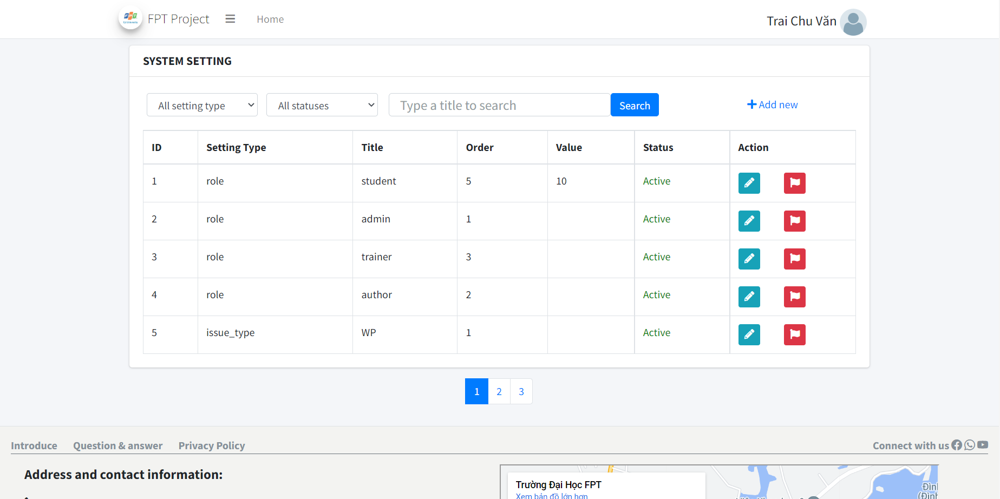 FPT Project
Home
Trai Chu Văn
SYSTEM SETTING
All setting type
All statuses
Type a title to search
Search
Add new
ID Setting Type Title Order Value Status Action
1 role student 5 10 Active
2 role admin 1 Active
3 role trainer 3 Active
4 role author 2 Active
5 issue_type WP 1 Active
1 2 3
Introduce Question & answer Privacy Policy
Connect with us
Address and contact information:
Trường Đại Học FPT
Xem bản đồ lớn hơn